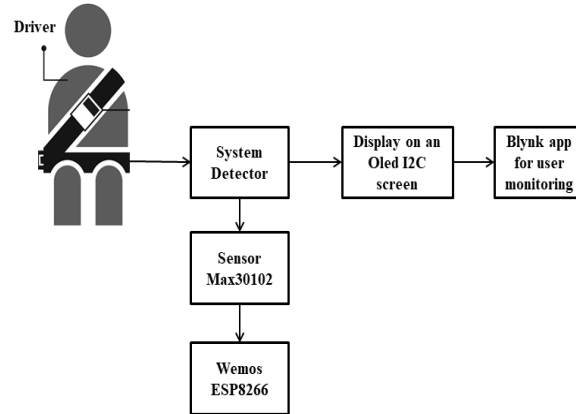 Driver
System
Detector
Display on an
Oled I2C
screen
Blynk app
for user
monitoring
Sensor
Max30102
Wemos
ESP8266